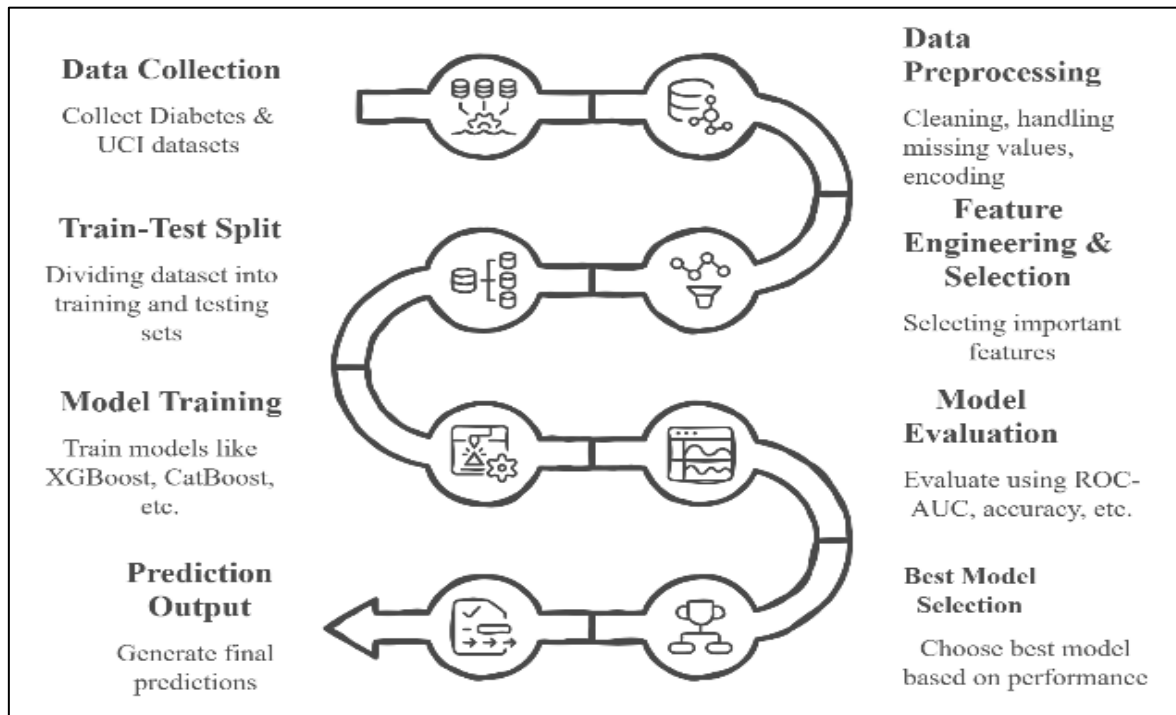 Data Collection
Collect Diabetes &
UCI datasets
Data
Preprocessing
Cleaning, handling
missing values,
encoding
Feature
Engineering &
Selection
Selecting important
features
Train-Test Split
Dividing dataset into
training and testing
sets
Model Training
Train models like
XGBoost, CatBoost,
etc.
Model
Evaluation
Evaluate using ROC-
AUC, accuracy, etc.
Best Model
Selection
Choose best model
based on performance
Prediction
Output
Generate final
predictions